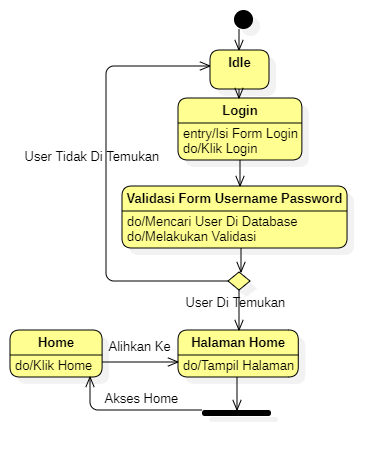 Idle
Login
entry/Isi Form Login
do/Klik Login
User Tidak Di Temukan
Validasi Form Username Password
do/Mencari User Di Database
do/Melakukan Validasi
User Di Temukan
Home
do/Klik Home
Alihkan Ke
Halaman Home
do/Tampil Halaman
Akses Home